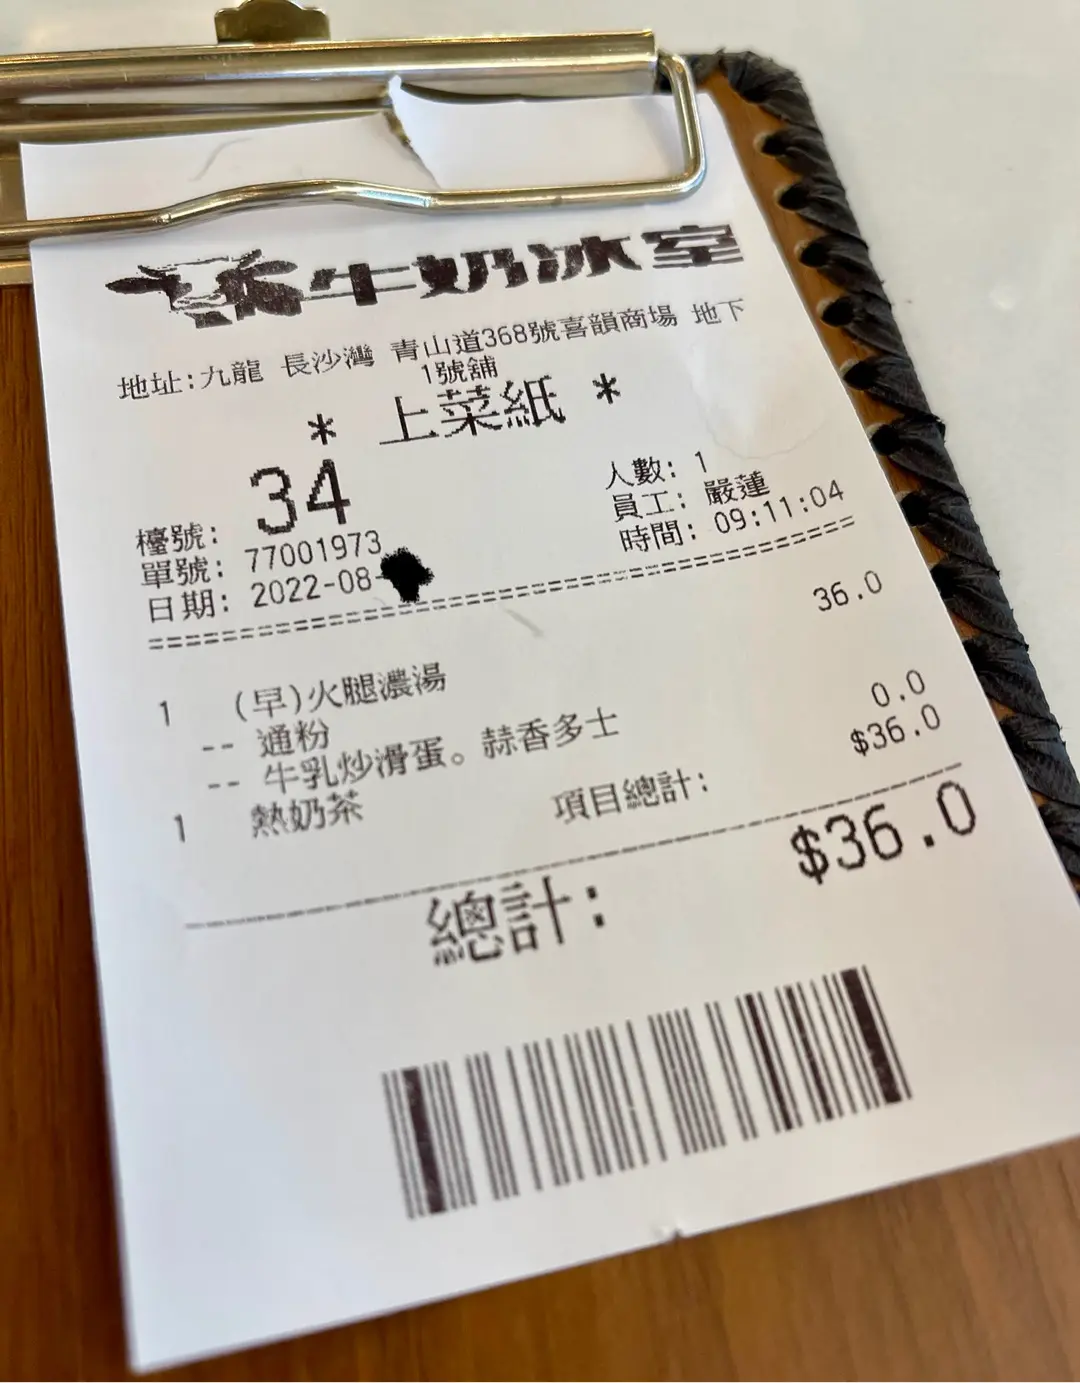 牛奶冰室
地址:九龍 長沙灣 青山道368號喜韻商場 地下
1號舖
* 上菜紙 *
檯號: 34
人數: 1
單號: 77001973
員工: 嚴蓮
日期: 2022-08-
時間: 09:11:04
================================
1 (早)火腿濃湯 36.0
-- 通粉
-- 牛乳炒滑蛋。蒜香多士
1 熱奶茶 0.0
項目總計: $36.0
總計: $36.0